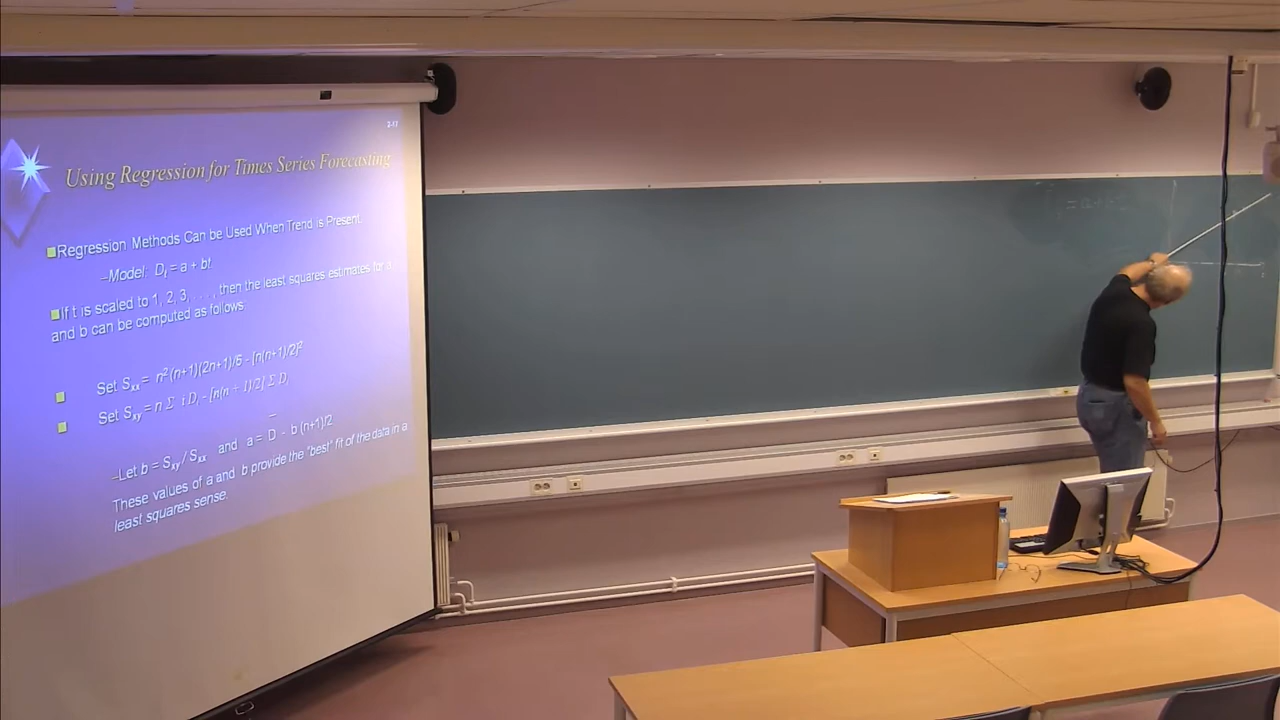 2-17
Using Regression for Times Series Forecasting
Regression Methods Can be Used When Trend is Present.
–Model: Dt = a + bt
If t is scaled to 1, 2, 3, . . . , then the least squares estimates for a
and b can be computed as follows:
Set Sxx = n²(n+1)(2n+1)/6 - [n(n+1)/2]²
Set Sxy = n Σ i Di - [n(n + 1)/2] Σ Di
–Let b = Sxy / Sxx and a = D̅ - b (n+1)/2
These values of a and b provide the "best" fit of the data in a
least squares sense.